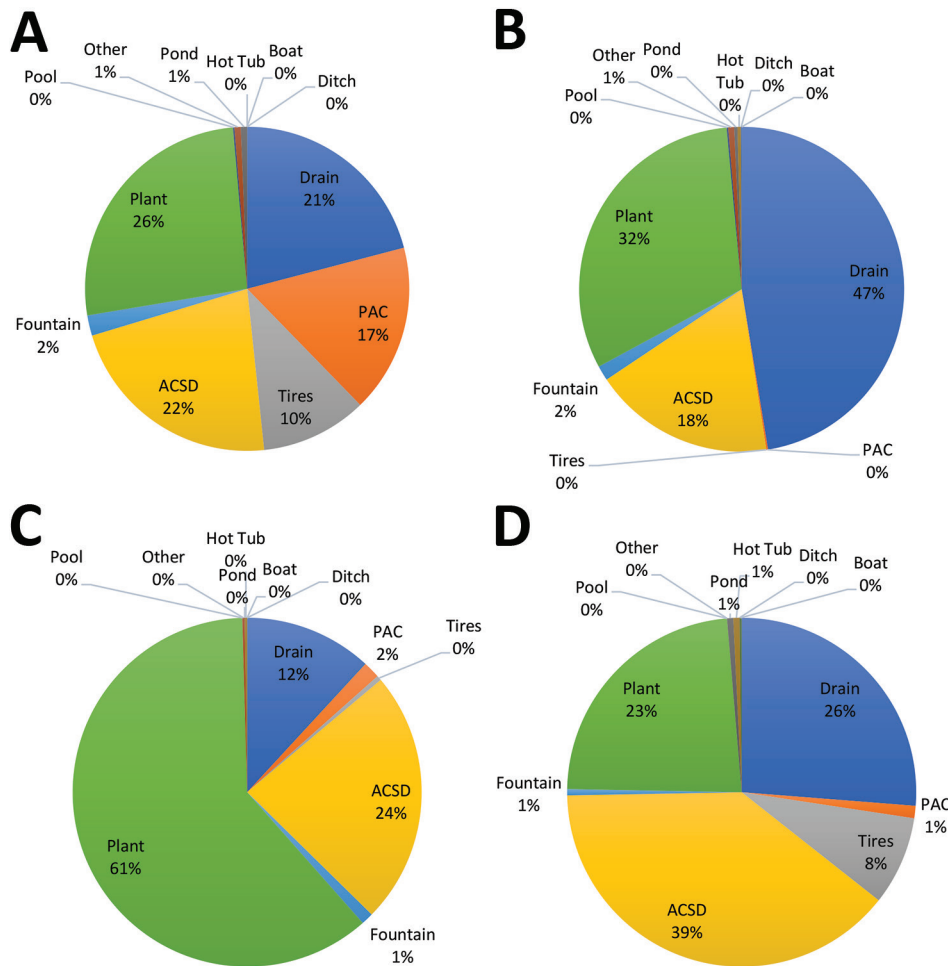 A
Other
1%
Pond
1%
Hot Tub
0%
Boat
0%
Ditch
0%
Pool
0%
Drain
21%
PAC
17%
Tires
10%
ACSD
22%
Fountain
2%
Plant
26%
B
Other
1%
Pond
0%
Hot
Tub
0%
Ditch
0%
Boat
0%
Pool
0%
Drain
47%
PAC
0%
Tires
0%
ACSD
18%
Fountain
2%
Plant
32%
C
Pool
0%
Other
0%
Hot Tub
0%
Pond
0%
Boat
0%
Ditch
0%
Drain
12%
PAC
2%
Tires
0%
ACSD
24%
Fountain
1%
Plant
61%
D
Other
0%
Pool
0%
Pond
1%
Hot Tub
1%
Ditch
0%
Boat
0%
Drain
26%
PAC
1%
Tires
8%
ACSD
39%
Fountain
1%
Plant
23%